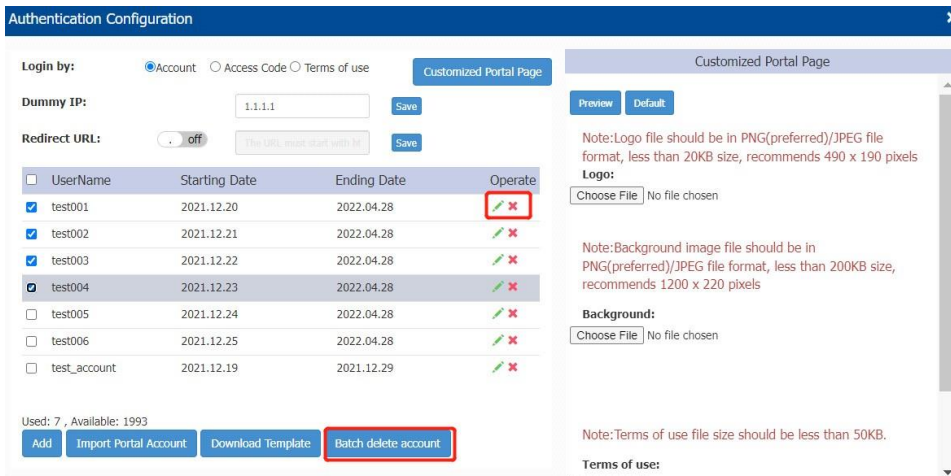 Authentication Configuration
Login by: Account Access Code Terms of use Customized Portal Page
Dummy IP: 1.1.1.1 Save
Redirect URL: off The URL must start with ht Save
UserName Starting Date Ending Date Operate
test001 2021.12.20 2022.04.28
test002 2021.12.21 2022.04.28
test003 2021.12.22 2022.04.28
test004 2021.12.23 2022.04.28
test005 2021.12.24 2022.04.28
test006 2021.12.25 2022.04.28
test_account 2021.12.19 2021.12.29
Used: 7 , Available: 1993
Add Import Portal Account Download Template Batch delete account
Customized Portal Page
Preview Default
Note:Logo file should be in PNG(preferred)/JPEG file
format, less than 20KB size, recommends 490 x 190 pixels
Logo:
Choose File No file chosen
Note:Background image file should be in
PNG(preferred)/JPEG file format, less than 200KB size,
recommends 1200 x 220 pixels
Background:
Choose File No file chosen
Note:Terms of use file size should be less than 50KB.
Terms of use: